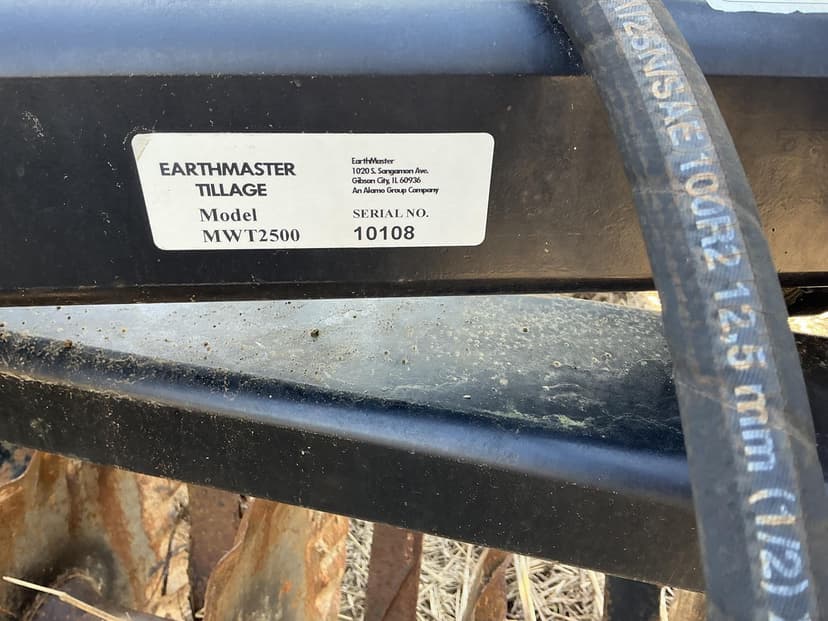 EARTHMASTER
TILLAGE
Model
MWT2500
EarthMaster
1020 S. Sangamon Ave.
Gibson City, IL 60936
An Alamo Group Company
SERIAL NO.
10108
SAE 100R2 12,5 mm (1/2)